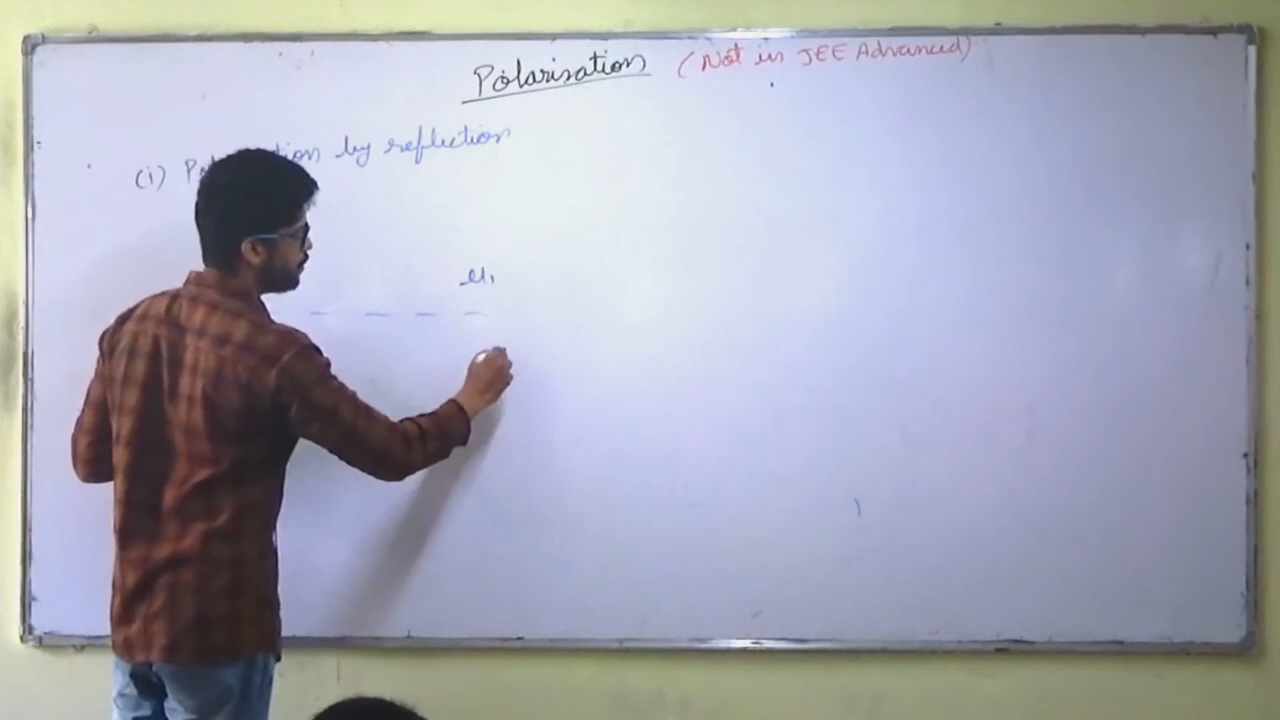 Polarisation (Not in JEE Advanced)
(i) by reflection
μ₁